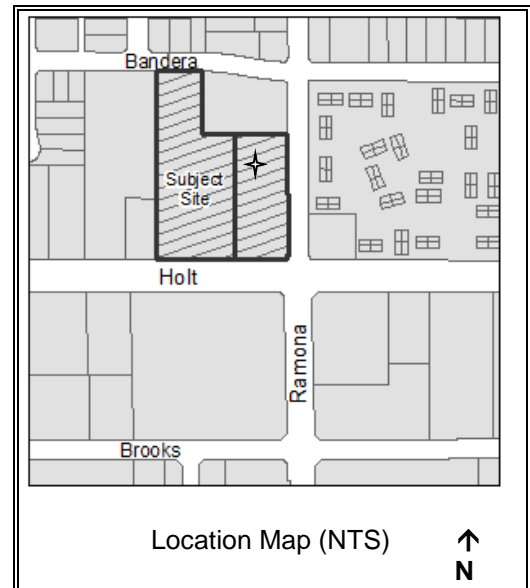 Bandera
Subject
Site
Holt
Ramona
Brooks
Location Map (NTS)
N